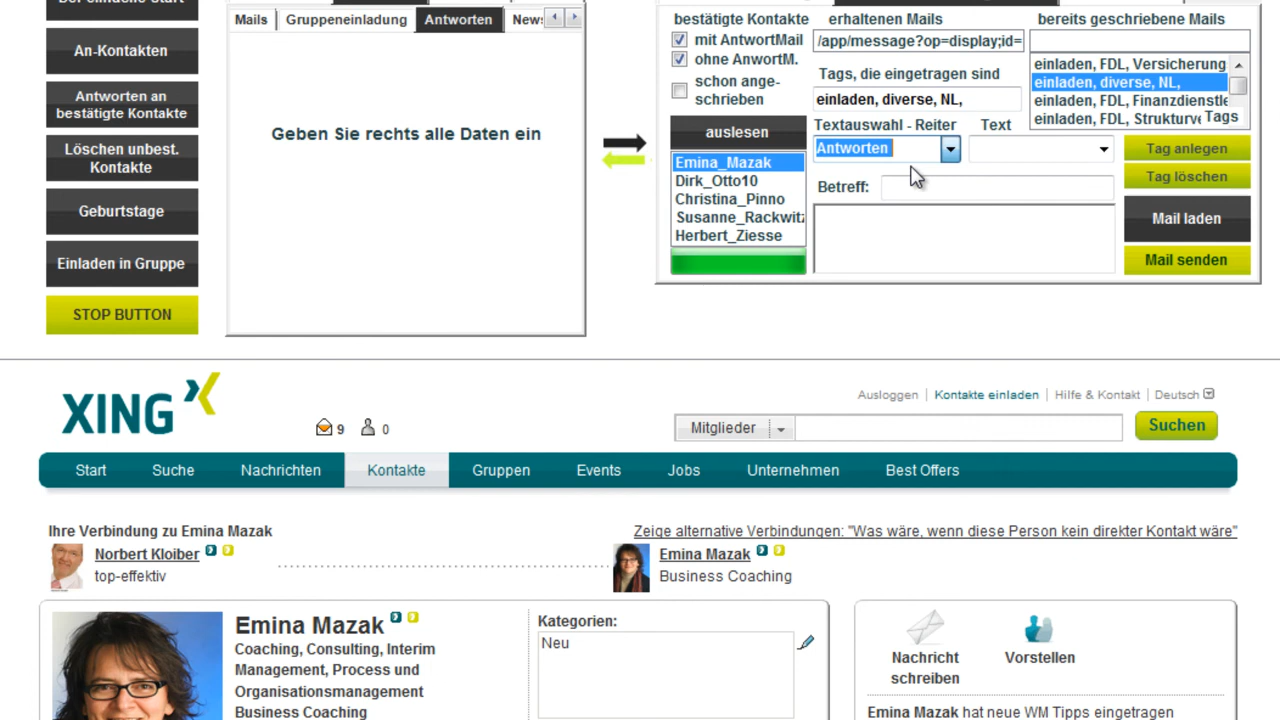 Der einelinde Start
An-Kontakten
Antworten an
bestätigte Kontakte
Löschen unbest.
Kontakte
Geburtstage
Einladen in Gruppe
STOP BUTTON
Mails
Gruppeneinladung
Antworten
News
Geben Sie rechts alle Daten ein
bestätigte Kontakte
mit AntwortMail
ohne AnwortM.
schon ange-
schrieben
auslesen
Emina_Mazak
Dirk_Otto10
Christina_Pinno
Susanne_Rackwitz
Herbert_Ziesse
erhaltenen Mails
/app/message?op=display;id=
Tags, die eingetragen sind
einladen, diverse, NL,
Textauswahl - Reiter
Text
Antworten
Betreff:
bereits geschriebene Mails
einladen, FDL, Versicherung
einladen, diverse, NL,
einladen, FDL, Finanzdienstle
einladen, FDL, Strukturve
Tags
Tag anlegen
Tag löschen
Mail laden
Mail senden
XING
9
0
Ausloggen | Kontakte einladen | Hilfe & Kontakt | Deutsch
Mitglieder
Suchen
Start
Suche
Nachrichten
Kontakte
Gruppen
Events
Jobs
Unternehmen
Best Offers
Ihre Verbindung zu Emina Mazak
Zeige alternative Verbindungen: "Was wäre, wenn diese Person kein direkter Kontakt wäre"
Norbert Kloiber
top-effektiv
Emina Mazak
Business Coaching
Emina Mazak
Coaching, Consulting, Interim
Management, Process und
Organisationsmanagement
Business Coaching
Kategorien:
Neu
Nachricht
schreiben
Vorstellen
Emina Mazak hat neue WM Tipps eingetragen